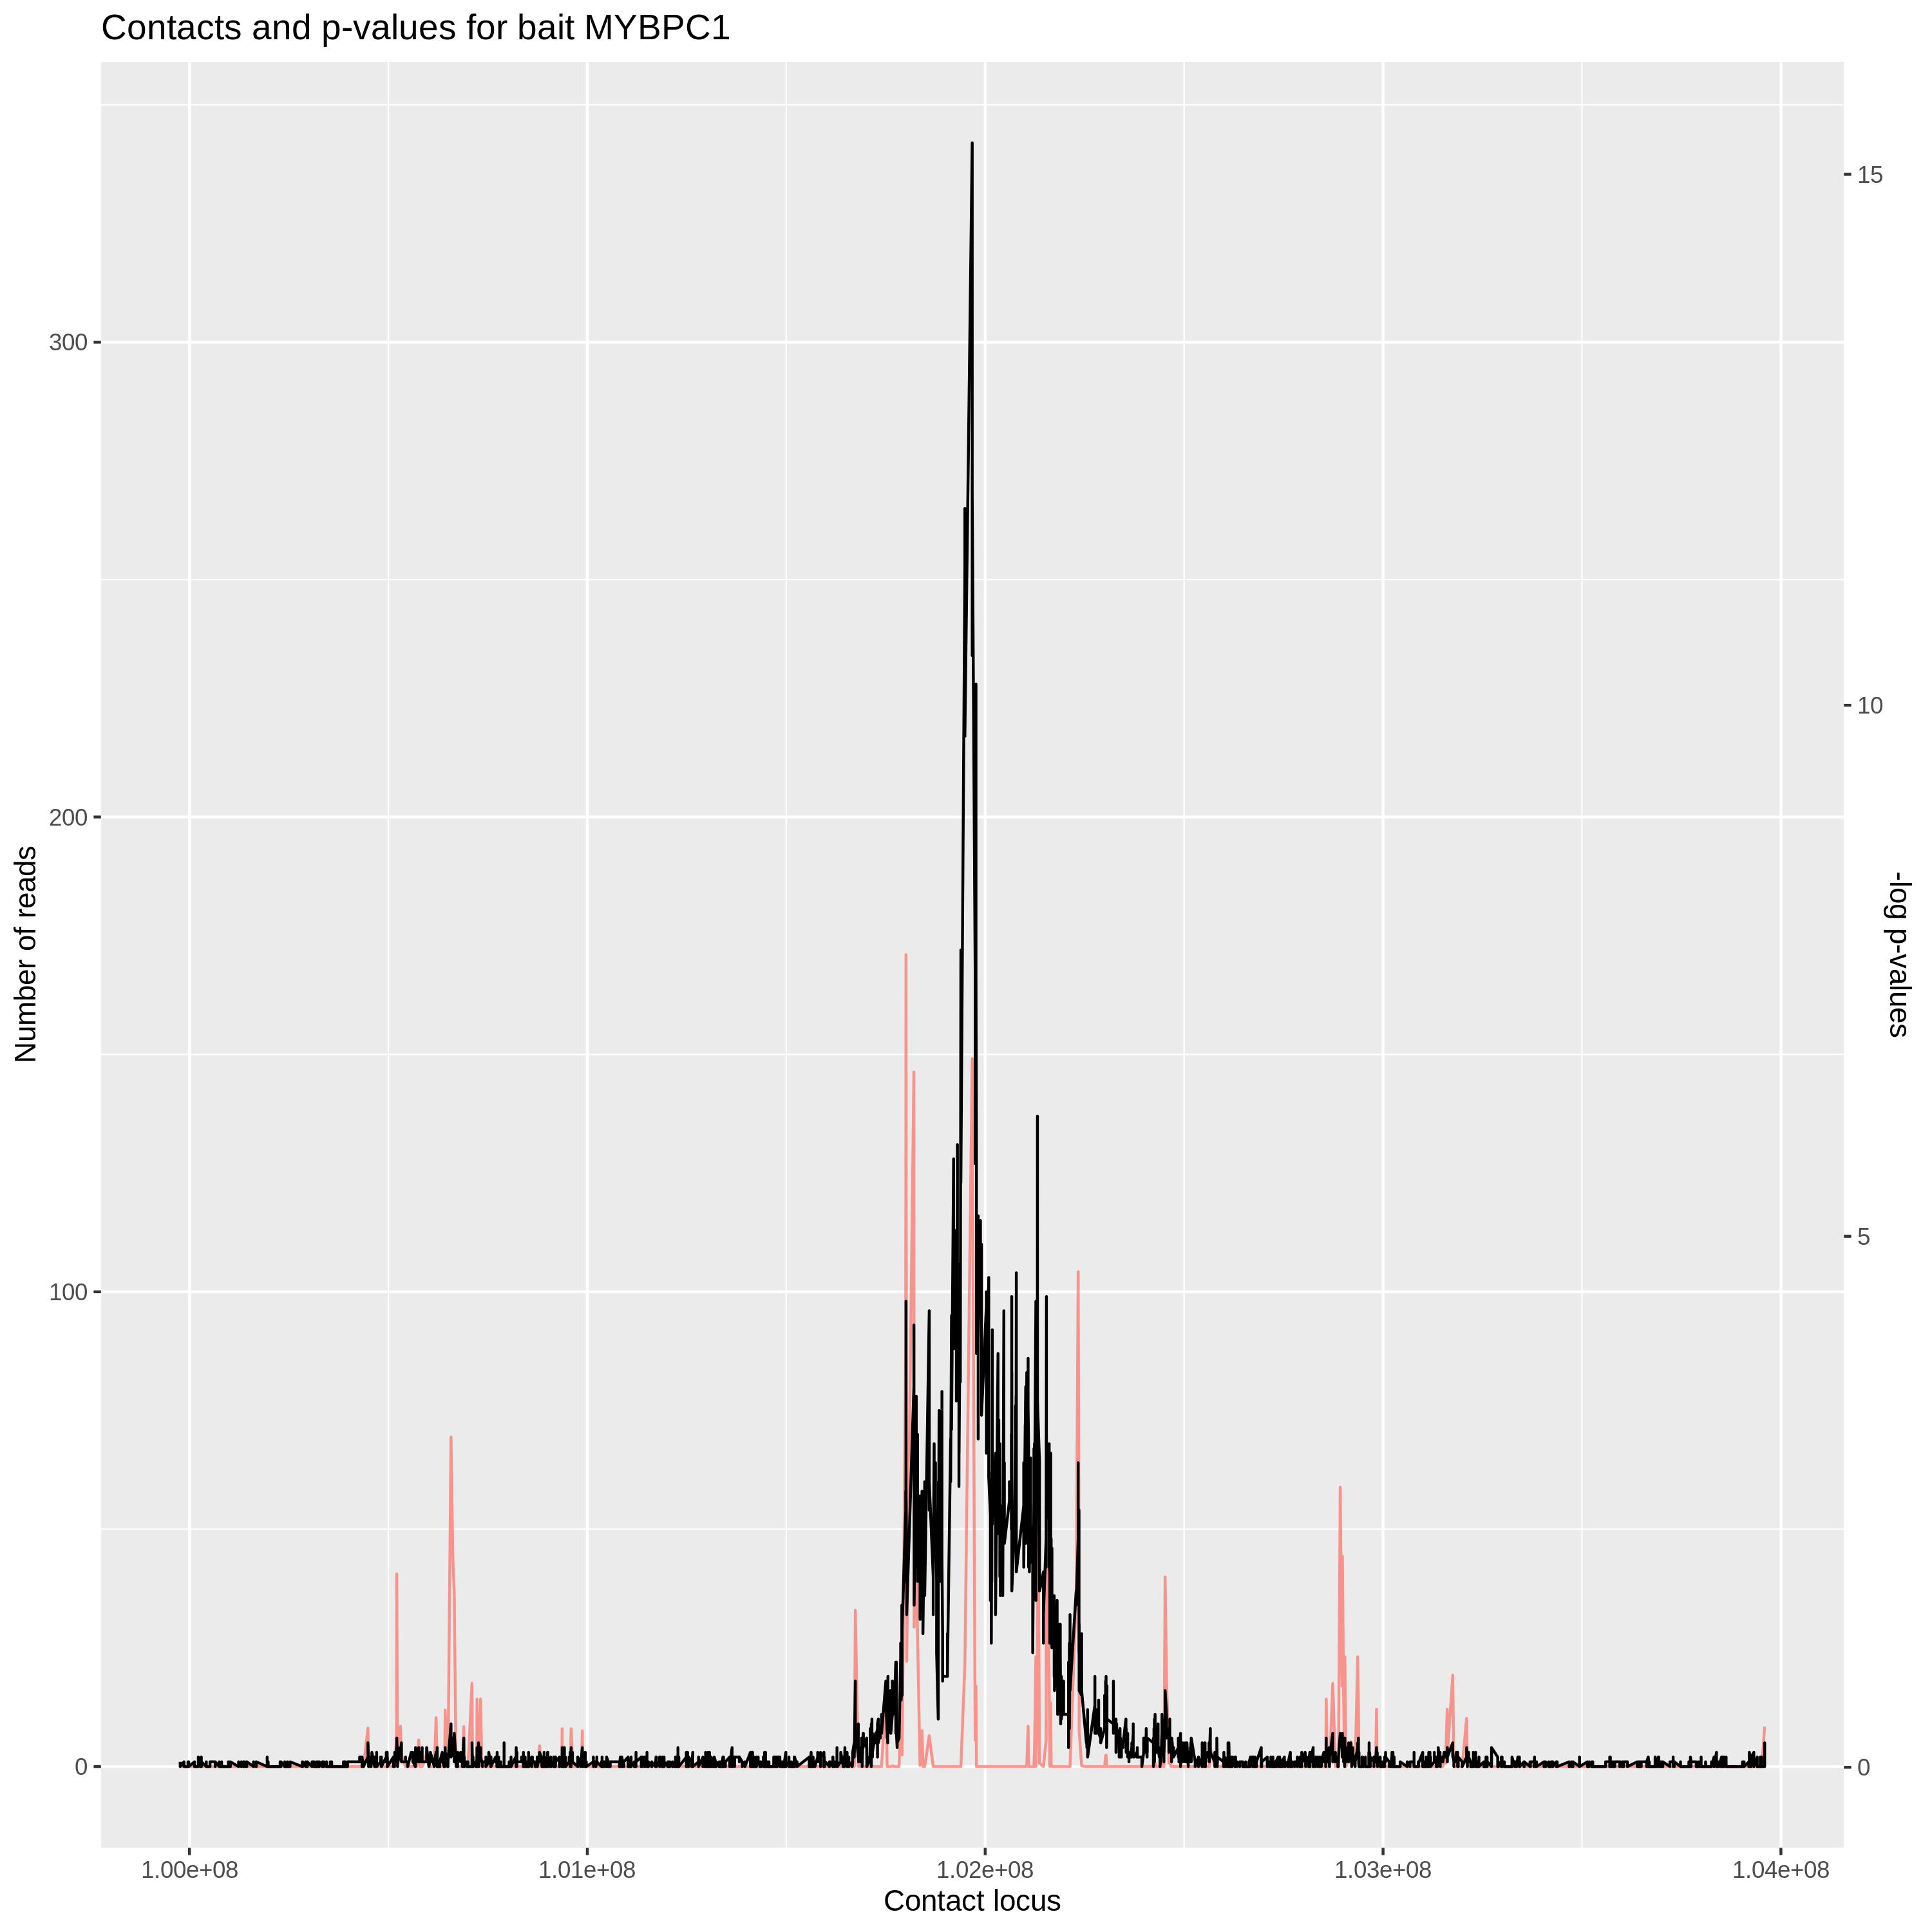 Contacts and p-values for bait MYBPC1
Number of reads
300
200
100
0
15
10
5
0
-log p-values
1.00e+08
1.01e+08
1.02e+08
1.03e+08
1.04e+08
Contact locus